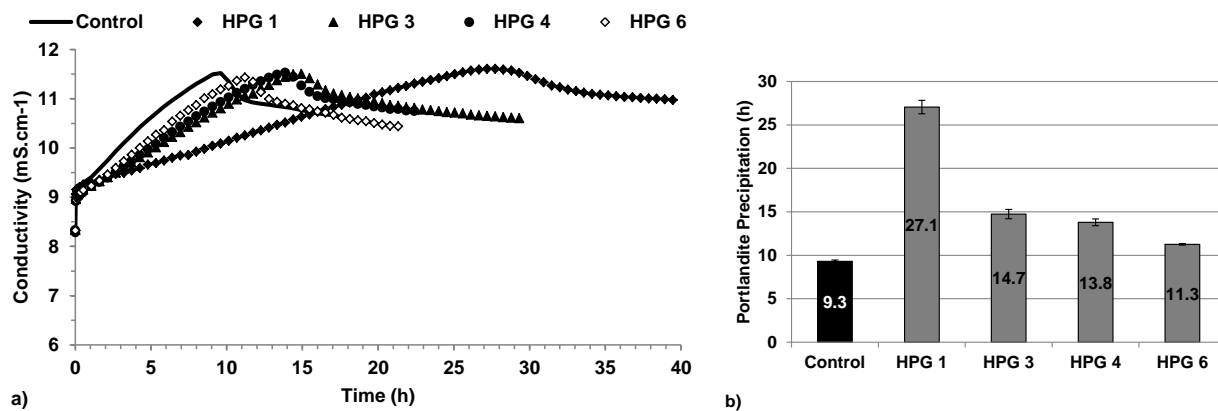 Control HPG 1 HPG 3 HPG 4 HPG 6
12
11
10
9
8
7
6
Conductivity (mS.cm-1)
0 5 10 15 20 25 30 35 40
Time (h)
a)
30
25
20
15
10
5
0
Portlandite Precipitation (h)
9.3
27.1
14.7
13.8
11.3
Control HPG 1 HPG 3 HPG 4 HPG 6
b)